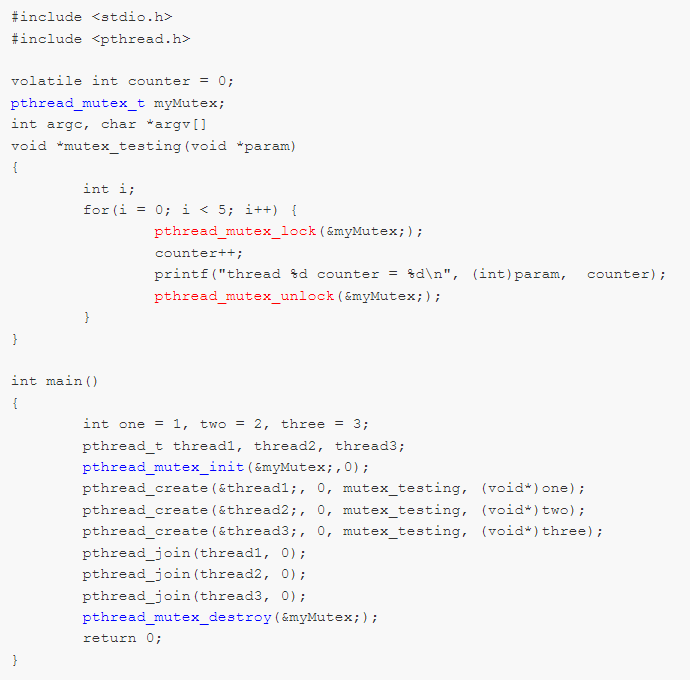 #include <stdio.h>
#include <pthread.h>

volatile int counter = 0;
pthread_mutex_t myMutex;
int argc, char *argv[]
void *mutex_testing(void *param)
{
        int i;
        for(i = 0; i < 5; i++) {
                pthread_mutex_lock(&myMutex;);
                counter++;
                printf("thread %d counter = %d\n", (int)param,  counter);
                pthread_mutex_unlock(&myMutex;);
        }
}

int main()
{
        int one = 1, two = 2, three = 3;
        pthread_t thread1, thread2, thread3;
        pthread_mutex_init(&myMutex;,0);
        pthread_create(&thread1;, 0, mutex_testing, (void*)one);
        pthread_create(&thread2;, 0, mutex_testing, (void*)two);
        pthread_create(&thread3;, 0, mutex_testing, (void*)three);
        pthread_join(thread1, 0);
        pthread_join(thread2, 0);
        pthread_join(thread3, 0);
        pthread_mutex_destroy(&myMutex;);
        return 0;
}